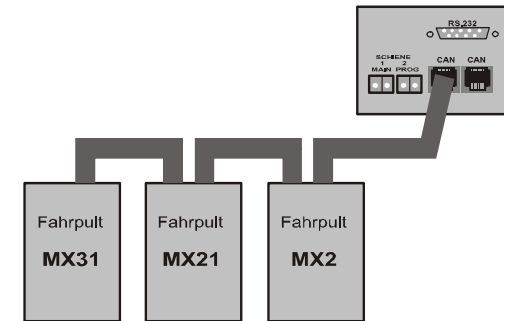 RS.232
SCHIENE
1 2
MAIN PROG
CAN CAN
Fahrpult
MX31
Fahrpult
MX21
Fahrpult
MX2